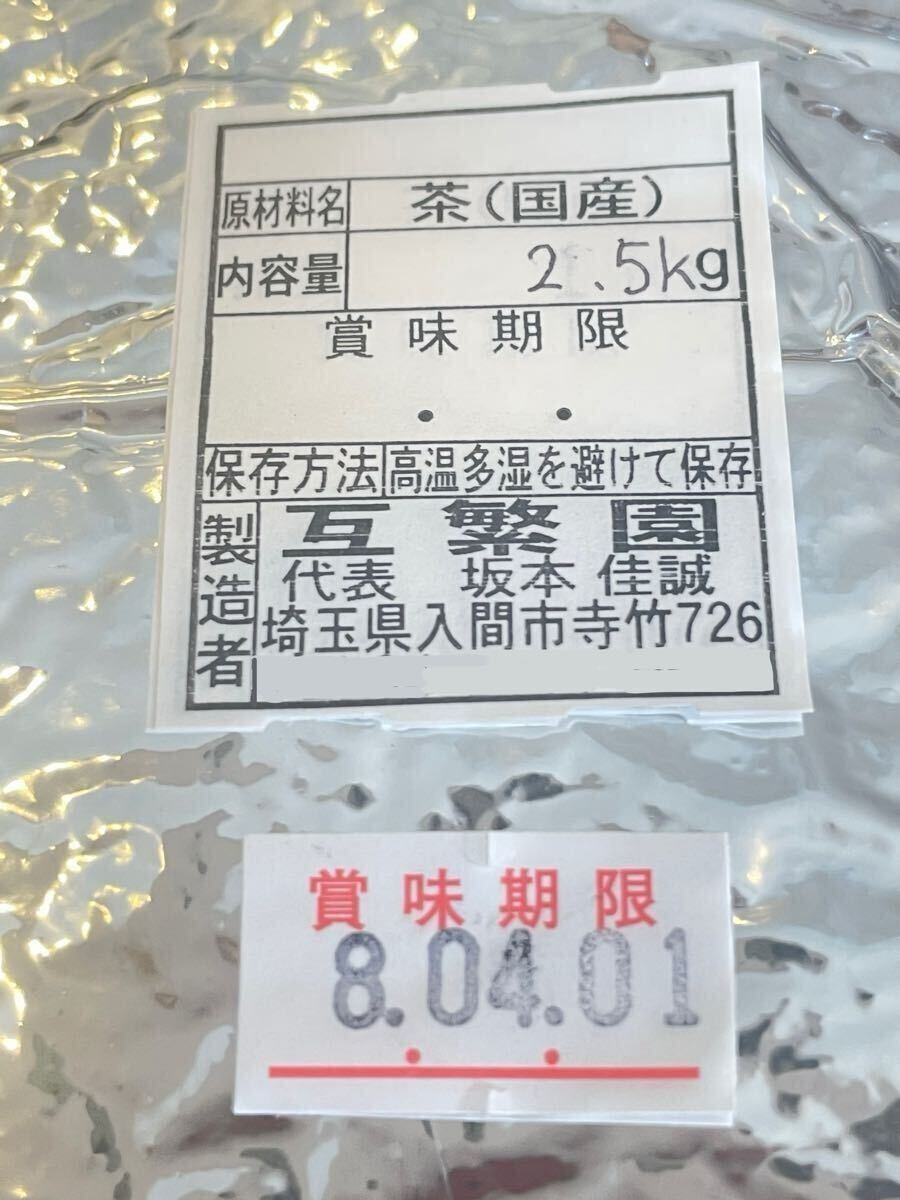 原材料名 茶(国産)
内容量 2.5kg
賞味期限
. .
保存方法 高温多湿を避けて保存
製造者 互繁園
代表 坂本 佳誠
埼玉県入間市寺竹726
賞味期限
8.04.01
. .